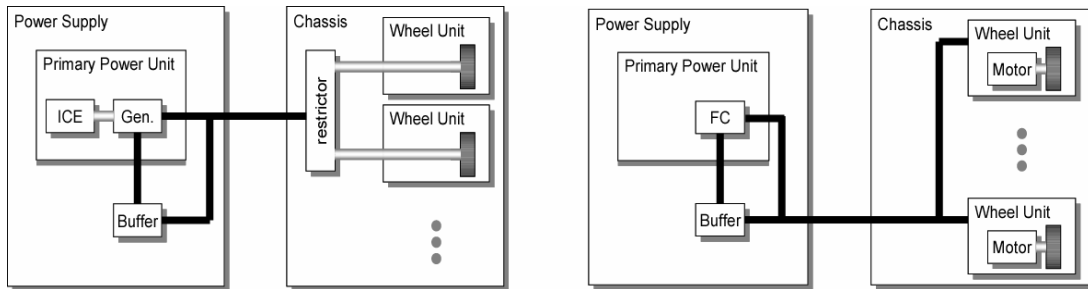 Power Supply
Primary Power Unit
ICE
Gen.
Buffer
Chassis
restrictor
Wheel Unit
Wheel Unit
Power Supply
Primary Power Unit
FC
Buffer
Chassis
Wheel Unit
Motor
Wheel Unit
Motor